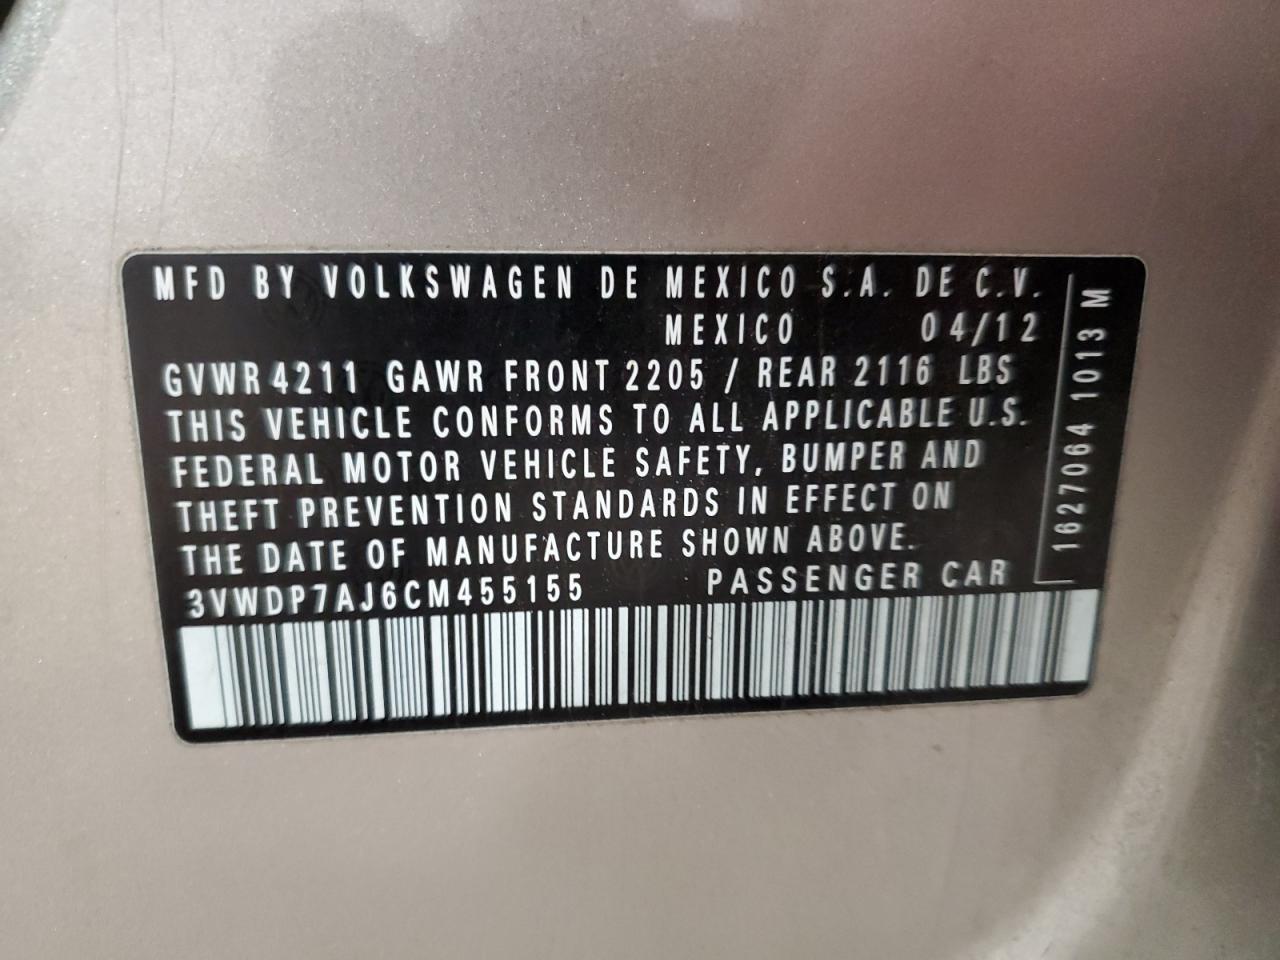 MFD BY VOLKSWAGEN DE MEXICO S.A. DE C.V.
MEXICO 04/12
GVWR 4211 GAWR FRONT 2205 / REAR 2116 LBS
THIS VEHICLE CONFORMS TO ALL APPLICABLE U.S.
FEDERAL MOTOR VEHICLE SAFETY, BUMPER AND
THEFT PREVENTION STANDARDS IN EFFECT ON
THE DATE OF MANUFACTURE SHOWN ABOVE.
3VWDP7AJ6CM455155 PASSENGER CAR
1627064 1013 M